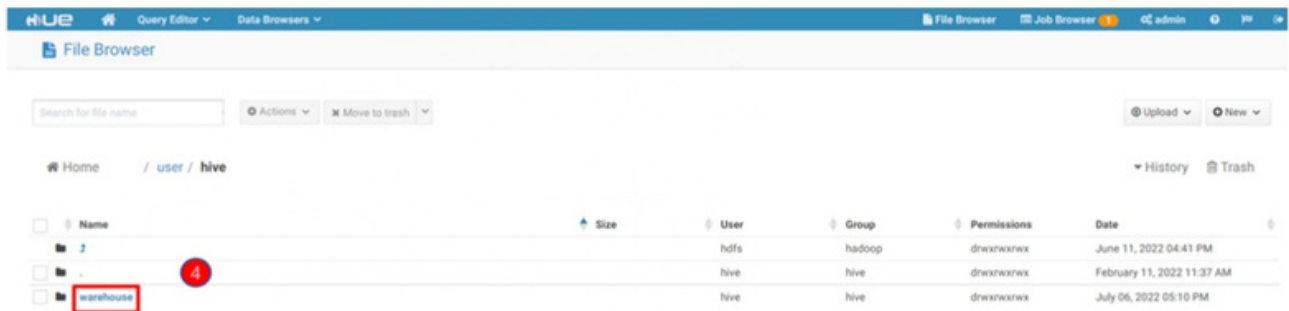 HUE Query Editor Data Browsers File Browser Job Browser 1 admin
File Browser
Search for file name Actions Move to trash Upload New
Home / user / hive History Trash
Name Size User Group Permissions Date
hdfs hadoop drwxrwxrwx June 11, 2022 04:41 PM
. 4 hive hive drwxrwxrwx February 11, 2022 11:37 AM
warehouse hive hive drwxrwxrwx July 06, 2022 05:10 PM